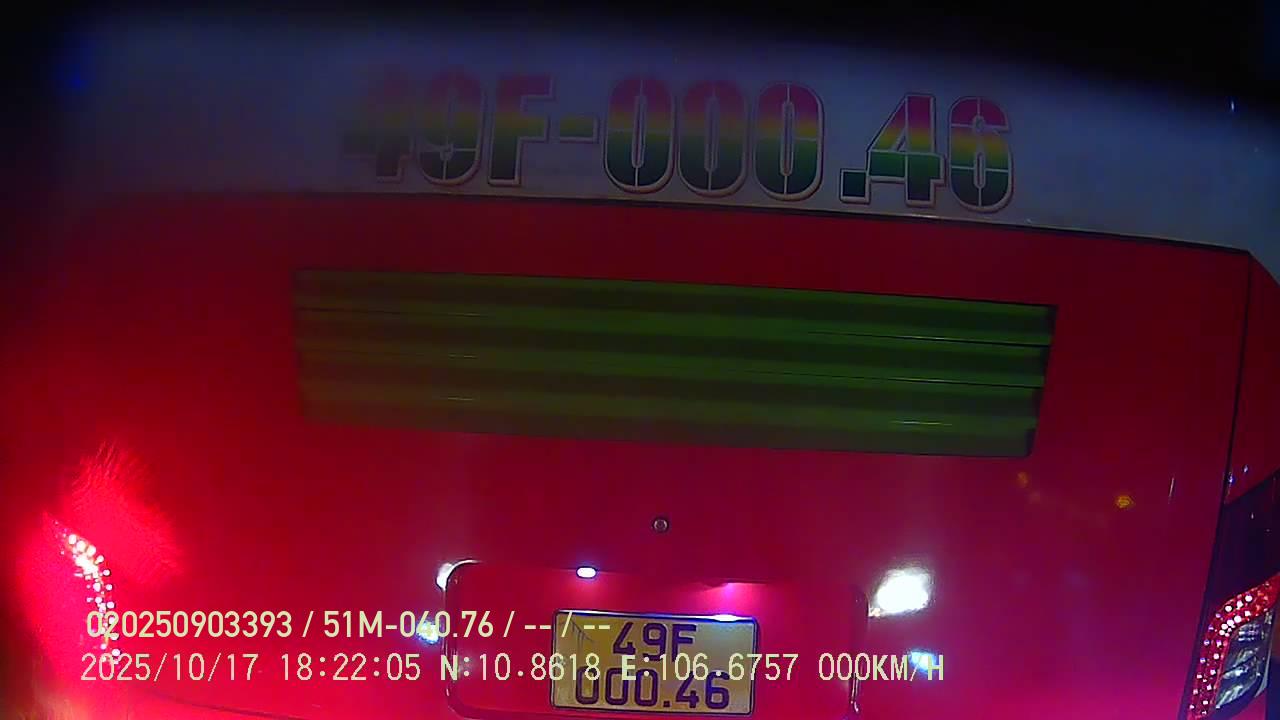 49F-000.46
020250903393 / 51M-060.76 / -- / --
49F
000.46
2025/10/17 18:22:05 N:10.8618 E:106.6757 000KM/H